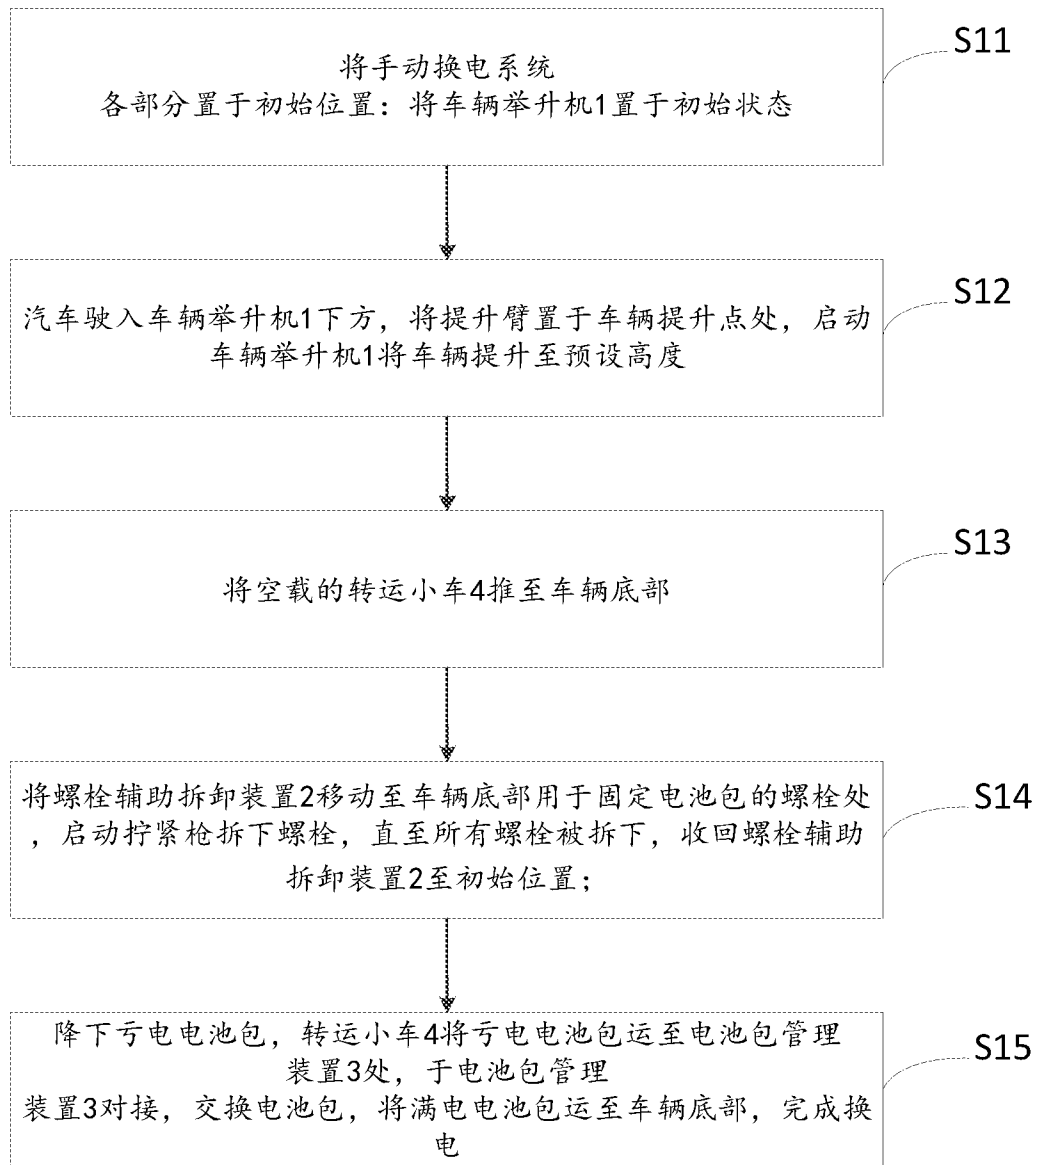 S11
将手动换电系统
各部分置于初始位置：将车辆举升机1置于初始状态
S12
汽车驶入车辆举升机1下方，将提升臂置于车辆提升点处，启动
车辆举升机1将车辆提升至预设高度
S13
将空载的转运小车4推至车辆底部
S14
将螺栓辅助拆卸装置2移动至车辆底部用于固定电池包的螺栓处
，启动拧紧枪拆下螺栓，直至所有螺栓被拆下，收回螺栓辅助
拆卸装置2至初始位置；
S15
降下亏电电池包，转运小车4将亏电电池包运至电池包管理
装置3处，于电池包管理
装置3对接，交换电池包，将满电电池包运至车辆底部，完成换
电